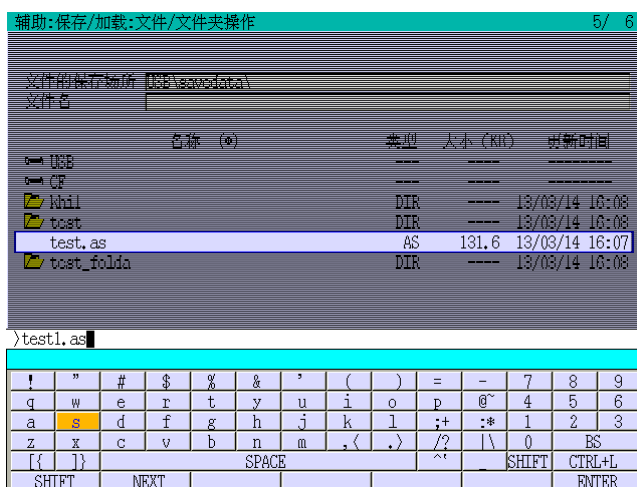 辅助:保存/加载:文件/文件夹操作 5/ 6
文件的保存场所 USB\savedata\
文件名
名称 (*) 类型 大小 (KB) 更新时间
USB --- ---- --------
CF --- ---- --------
khil DIR ---- 13/03/14 16:08
test DIR ---- 13/03/14 16:08
test.as AS 131.6 13/03/14 16:07
test_folda DIR ---- 13/03/14 16:08
>test1.as
! " # $ % & ' ( ) = - 7 8 9
q w e r t y u i o p @~ 4 5 6
a s d f g h j k l ;+ :* 1 2 3
z x c v b n m ,< .> /? |\ 0 BS
[{ ]} SPACE ^' _ SHIFT CTRL+L
SHIFT NEXT ENTER